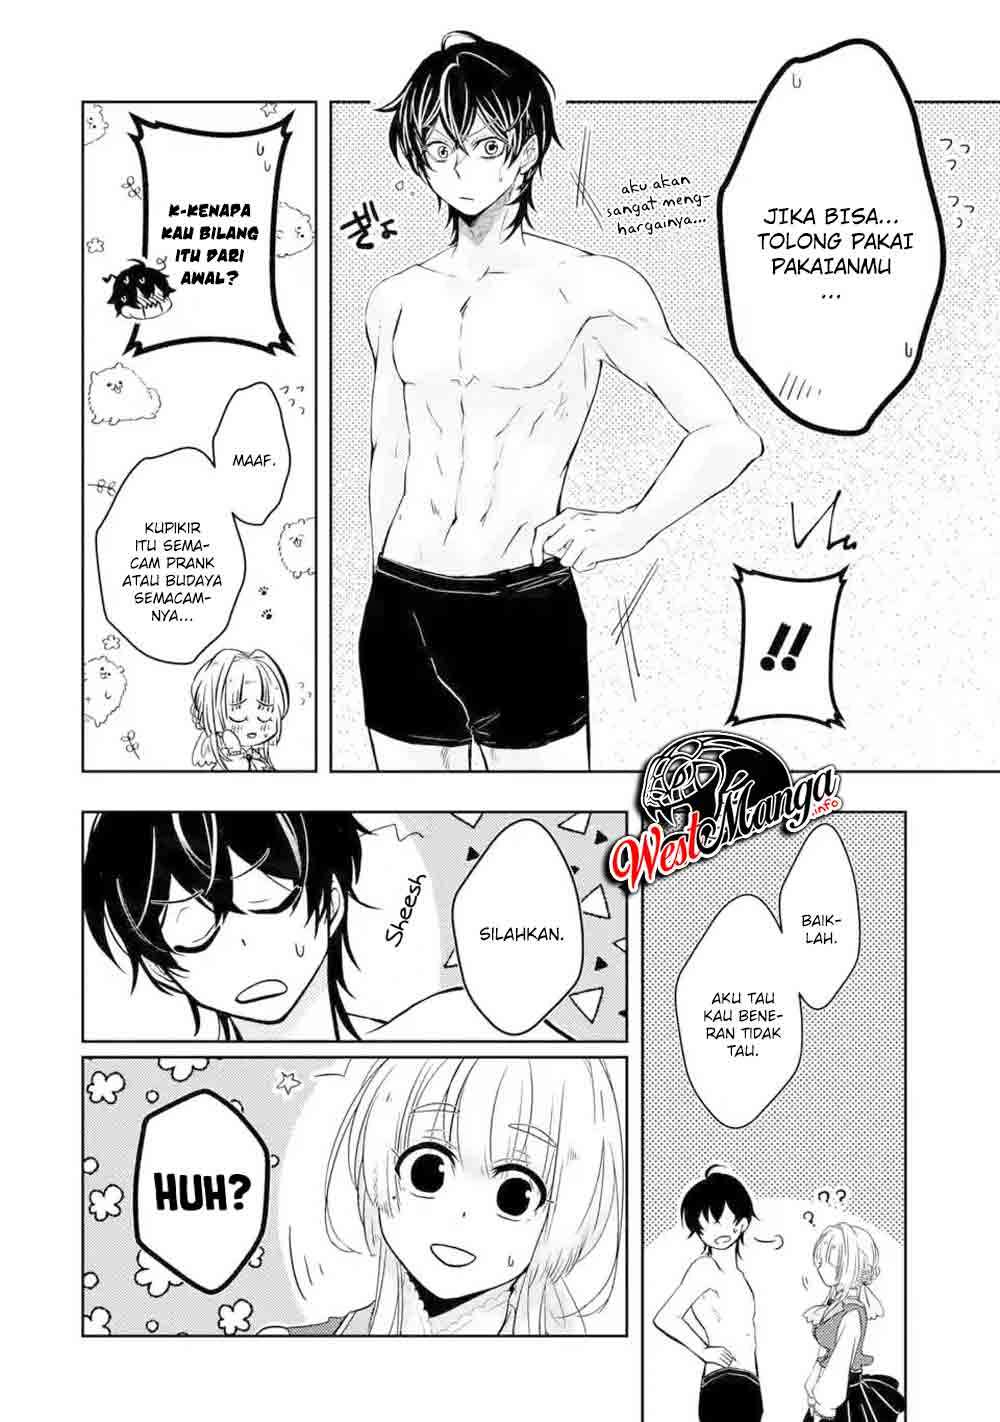 JIKA BISA...
TOLONG PAKAI
PAKAIANMU
...
aku akan
sangat meng-
hargainya...
ぎょ
!!
K-KENAPA
KAU BILANG
ITU DARI
AWAL?
MAAF.
KUPIKIR
ITU SEMA-
CAM PRANK
ATAU BUDAYA
SEMACAM-
NYA...
WestManga
.info
BAIK-
LAH.
AKU TAU
KAU BENE-
RAN TIDAK
TAU.
? ? ?
SILAHKAN.
Sheesh
HUH?